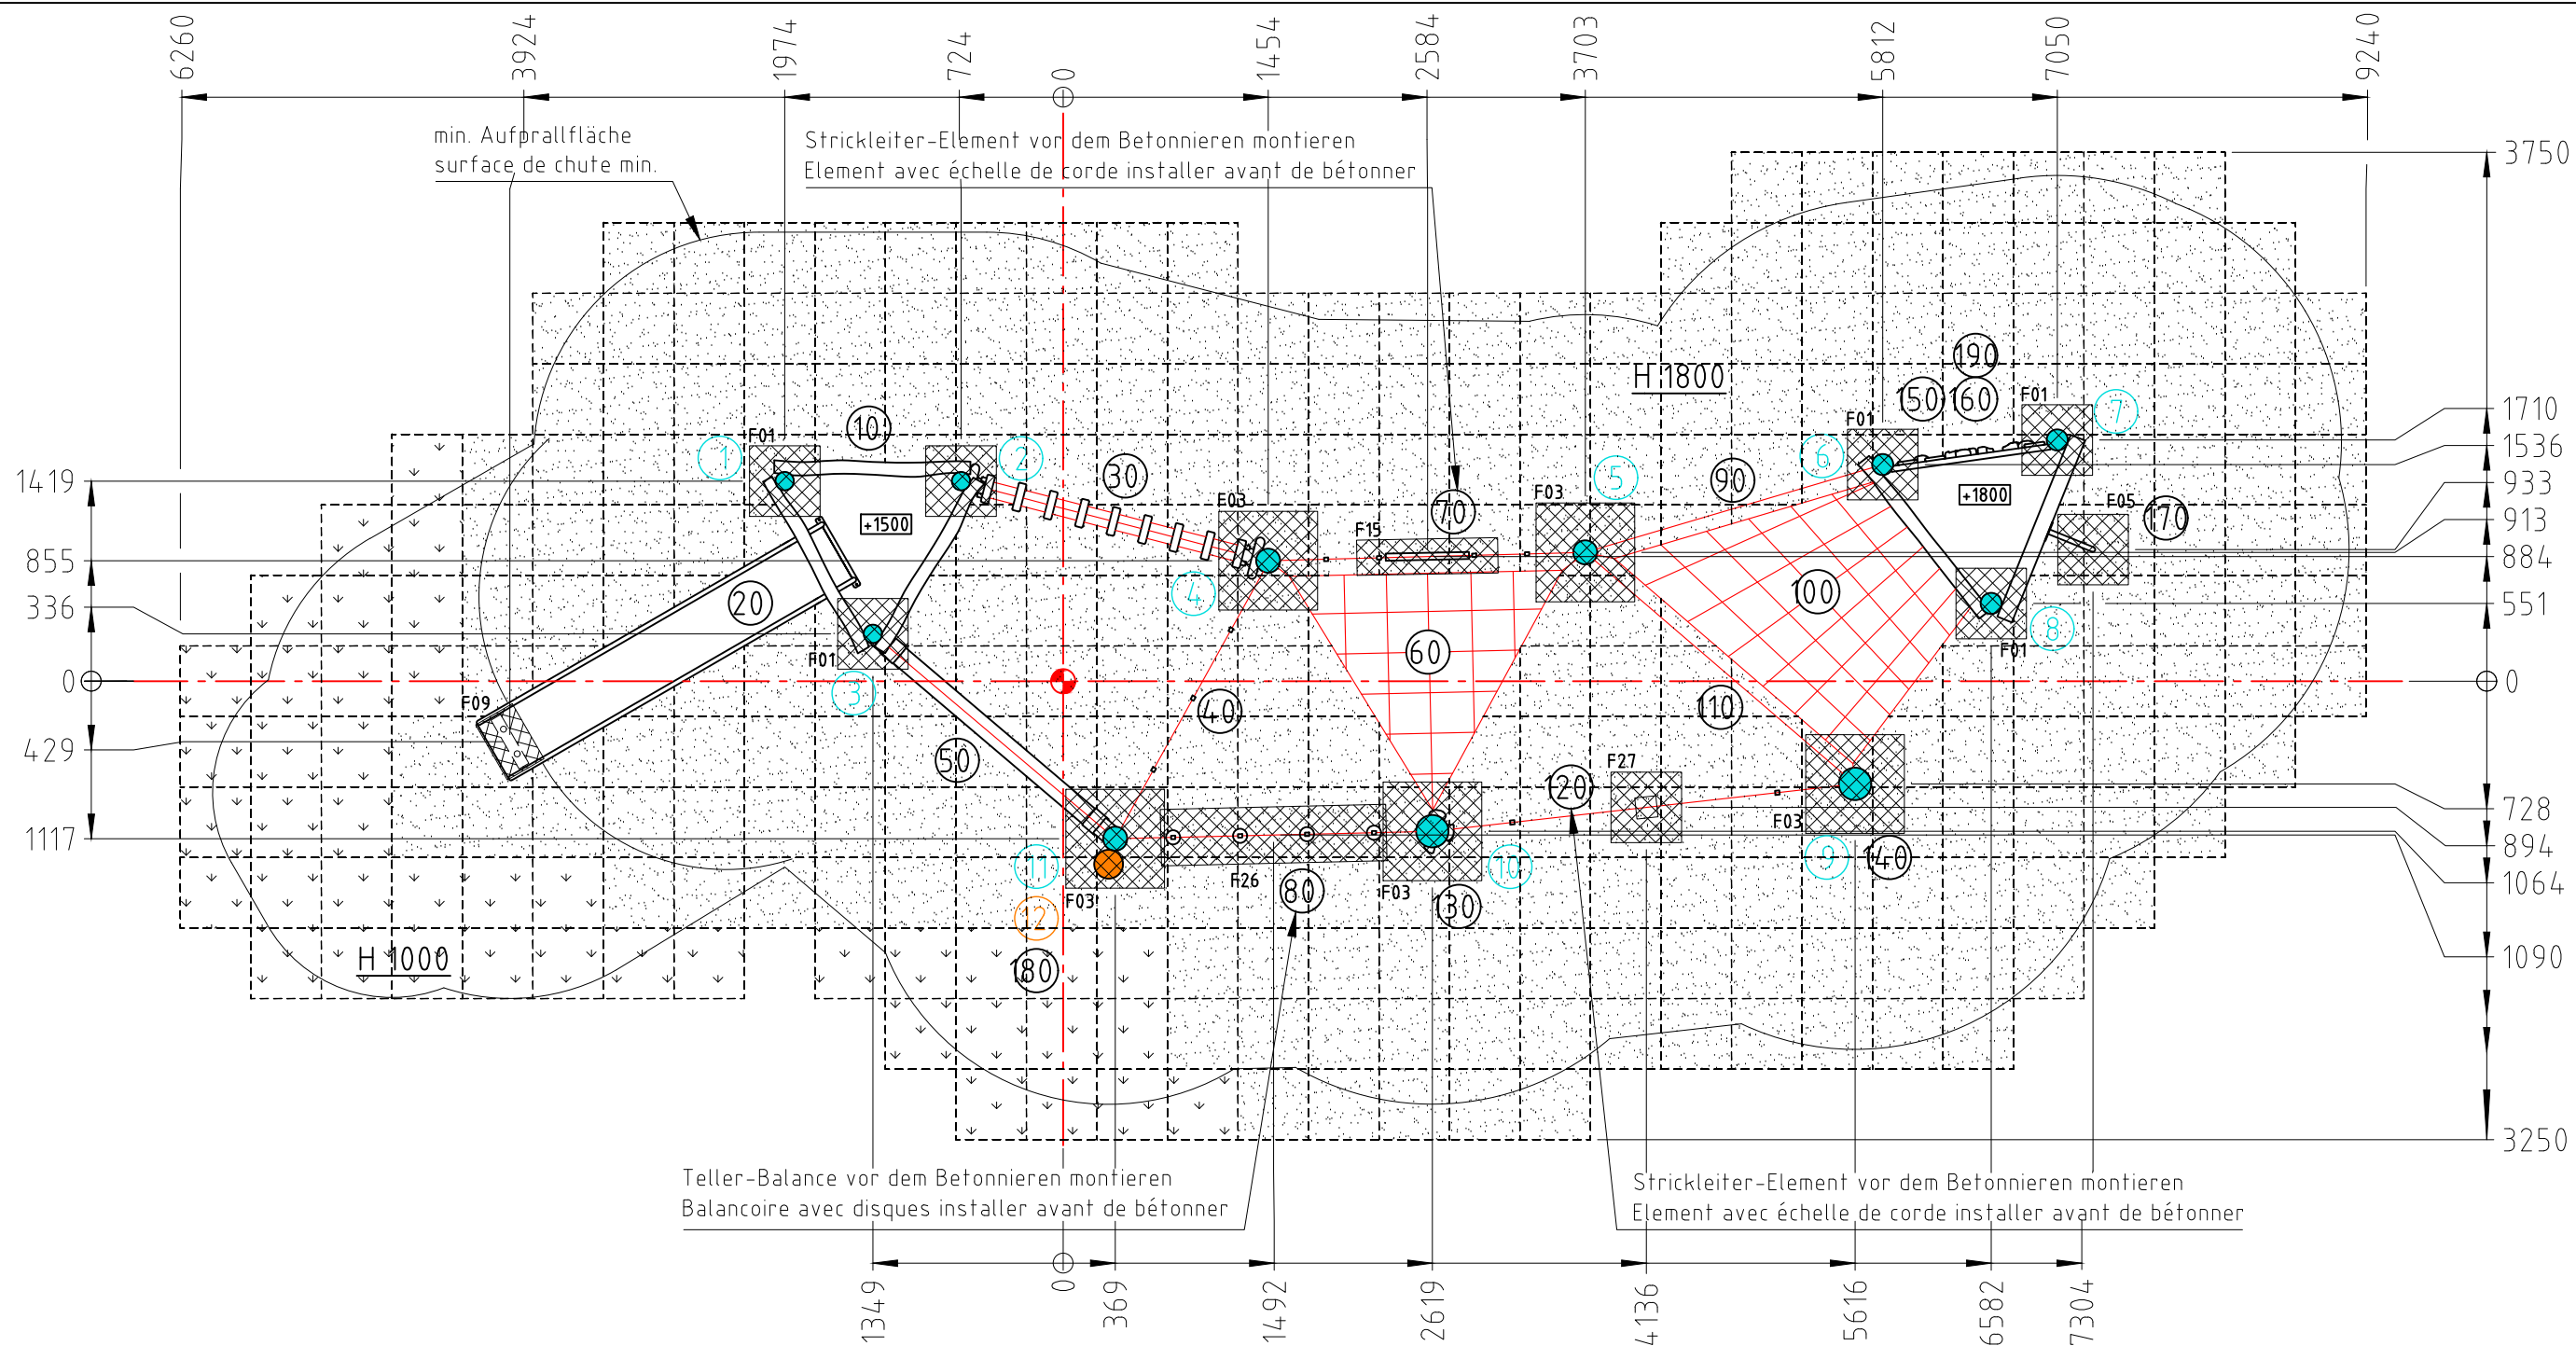 6260
3924
1974
724
0
1454
2584
3703
5812
7050
9240
min. Aufprallfläche
surface de chute min.
Strickleiter-Element vor dem Betonnieren montieren
Element avec échelle de corde installer avant de bétonner
3750
H 1800
190
150
160
F01
F01
7
1710
10
F01
1
2
6
1536
30
90
5
1419
933
F03
70
F03
+1800
F05
170
+1500
F15
913
855
884
4
100
20
336
551
60
8
F01
F01
0
0
3
F09
40
110
429
50
F27
120
728
1117
F03
894
11
F26
80
F03
10
9
140
1064
F03
130
12
H 1000
180
1090
3250
Teller-Balance vor dem Betonnieren montieren
Balancoire avec disques installer avant de bétonner
Strickleiter-Element vor dem Betonnieren montieren
Element avec échelle de corde installer avant de bétonner
1349
0
369
1492
2619
4136
5616
6582
7304